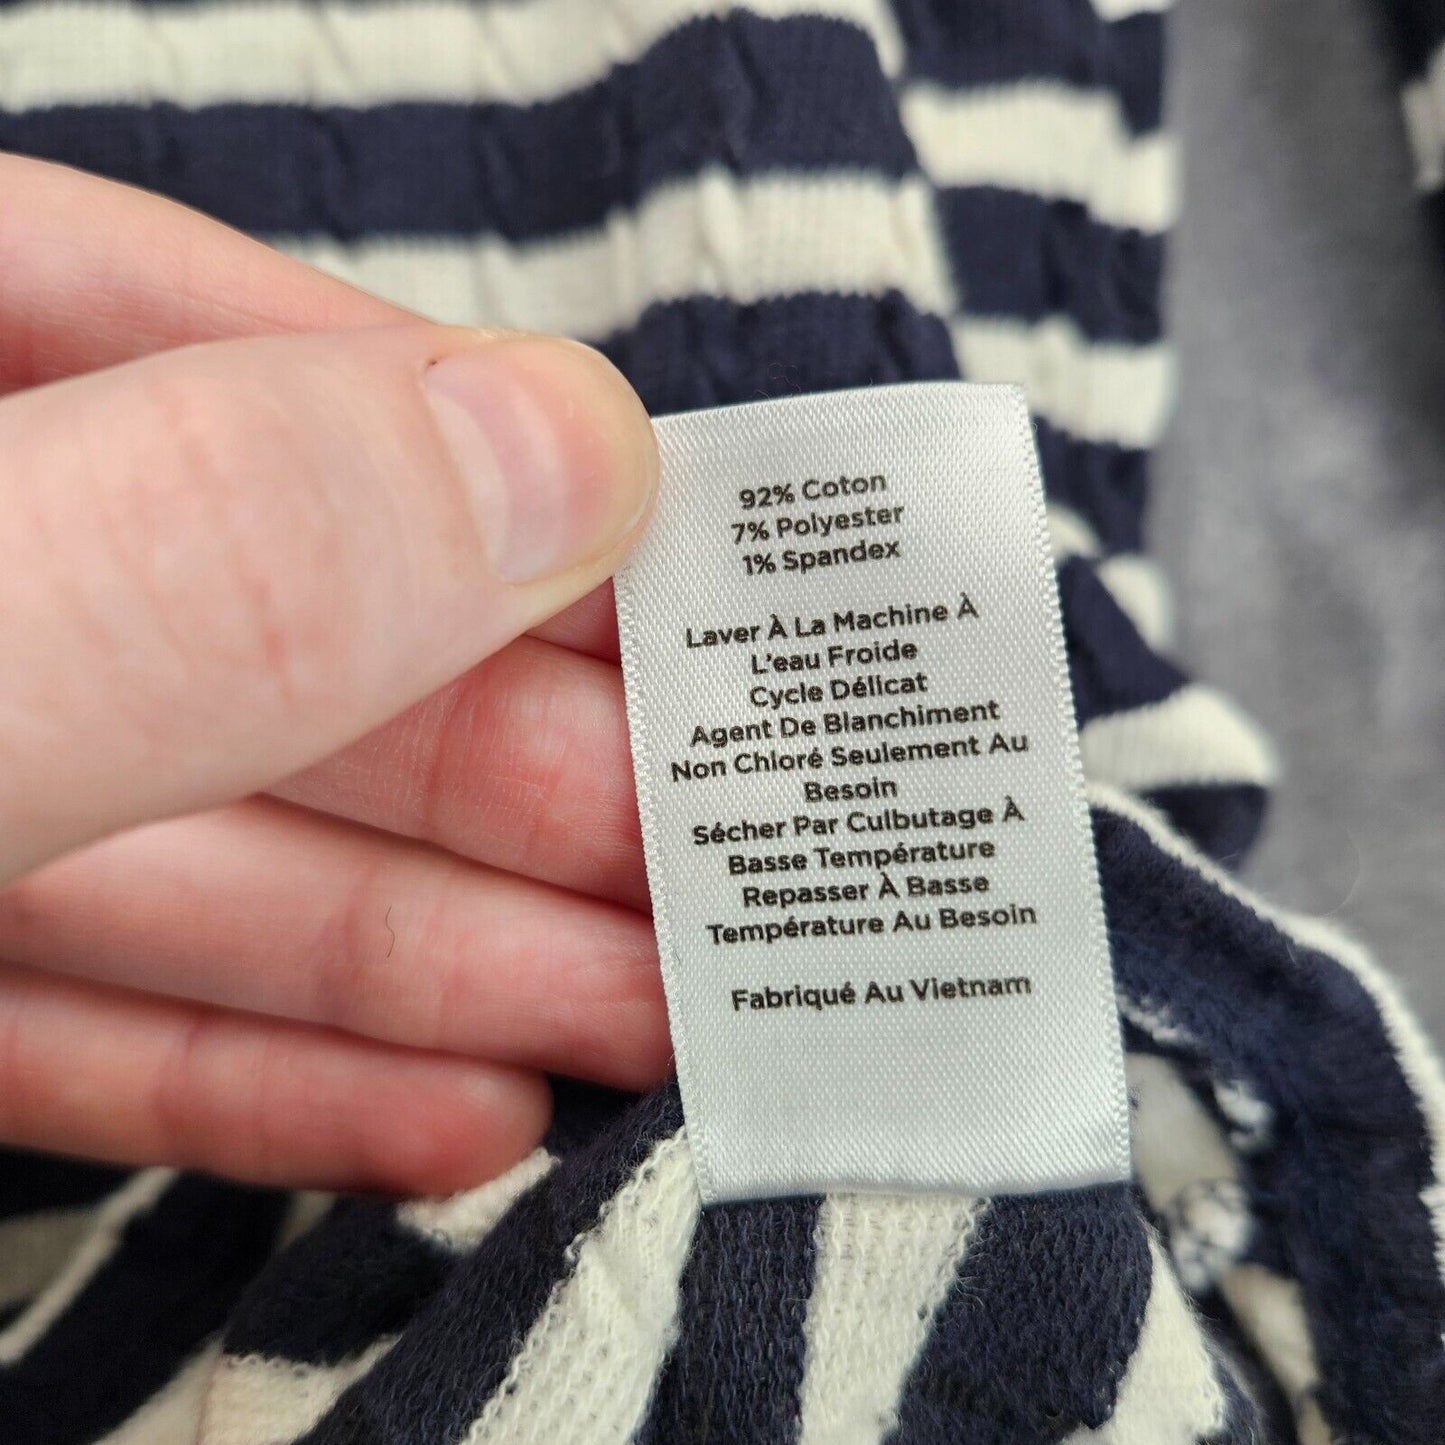 92% Coton
7% Polyester
1% Spandex
Laver À La Machine À
L'eau Froide
Cycle Délicat
Agent De Blanchiment
Non Chloré Seulement Au
Besoin
Sécher Par Culbutage À
Basse Température
Repasser À Basse
Température Au Besoin
Fabriqué Au Vietnam